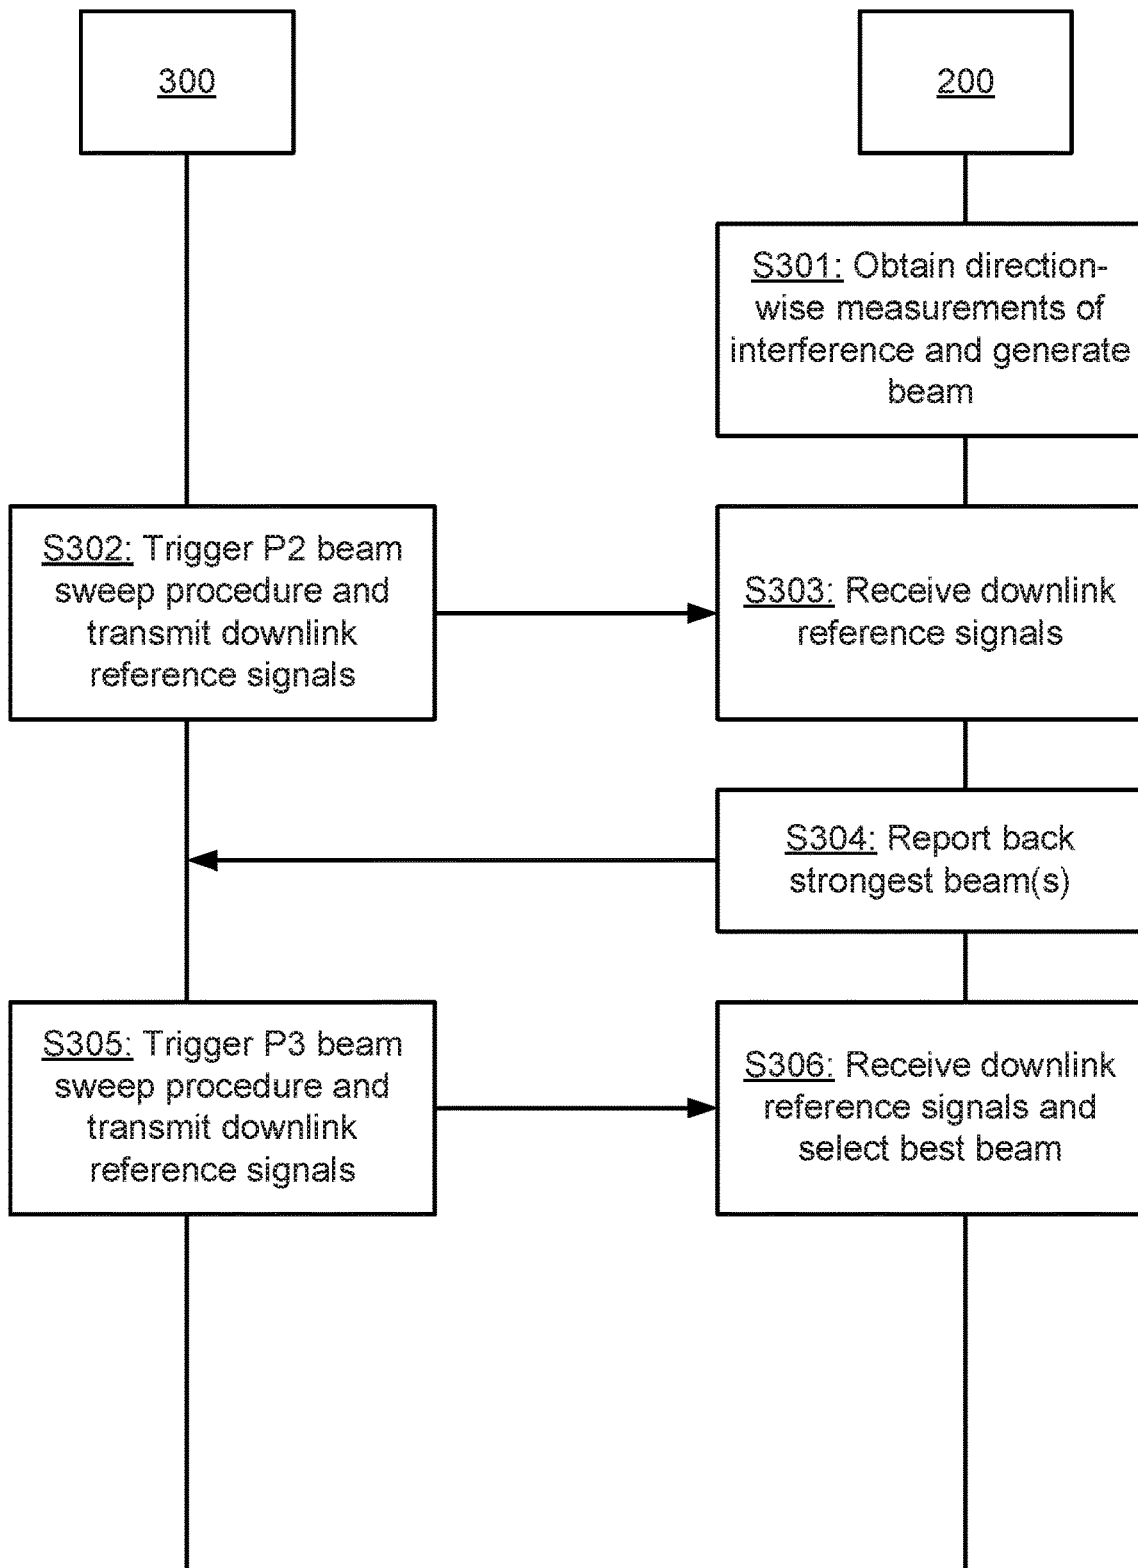 300
200
S301: Obtain direction-
wise measurements of
interference and generate
beam
S302: Trigger P2 beam
sweep procedure and
transmit downlink
reference signals
S303: Receive downlink
reference signals
S304: Report back
strongest beam(s)
S305: Trigger P3 beam
sweep procedure and
transmit downlink
reference signals
S306: Receive downlink
reference signals and
select best beam